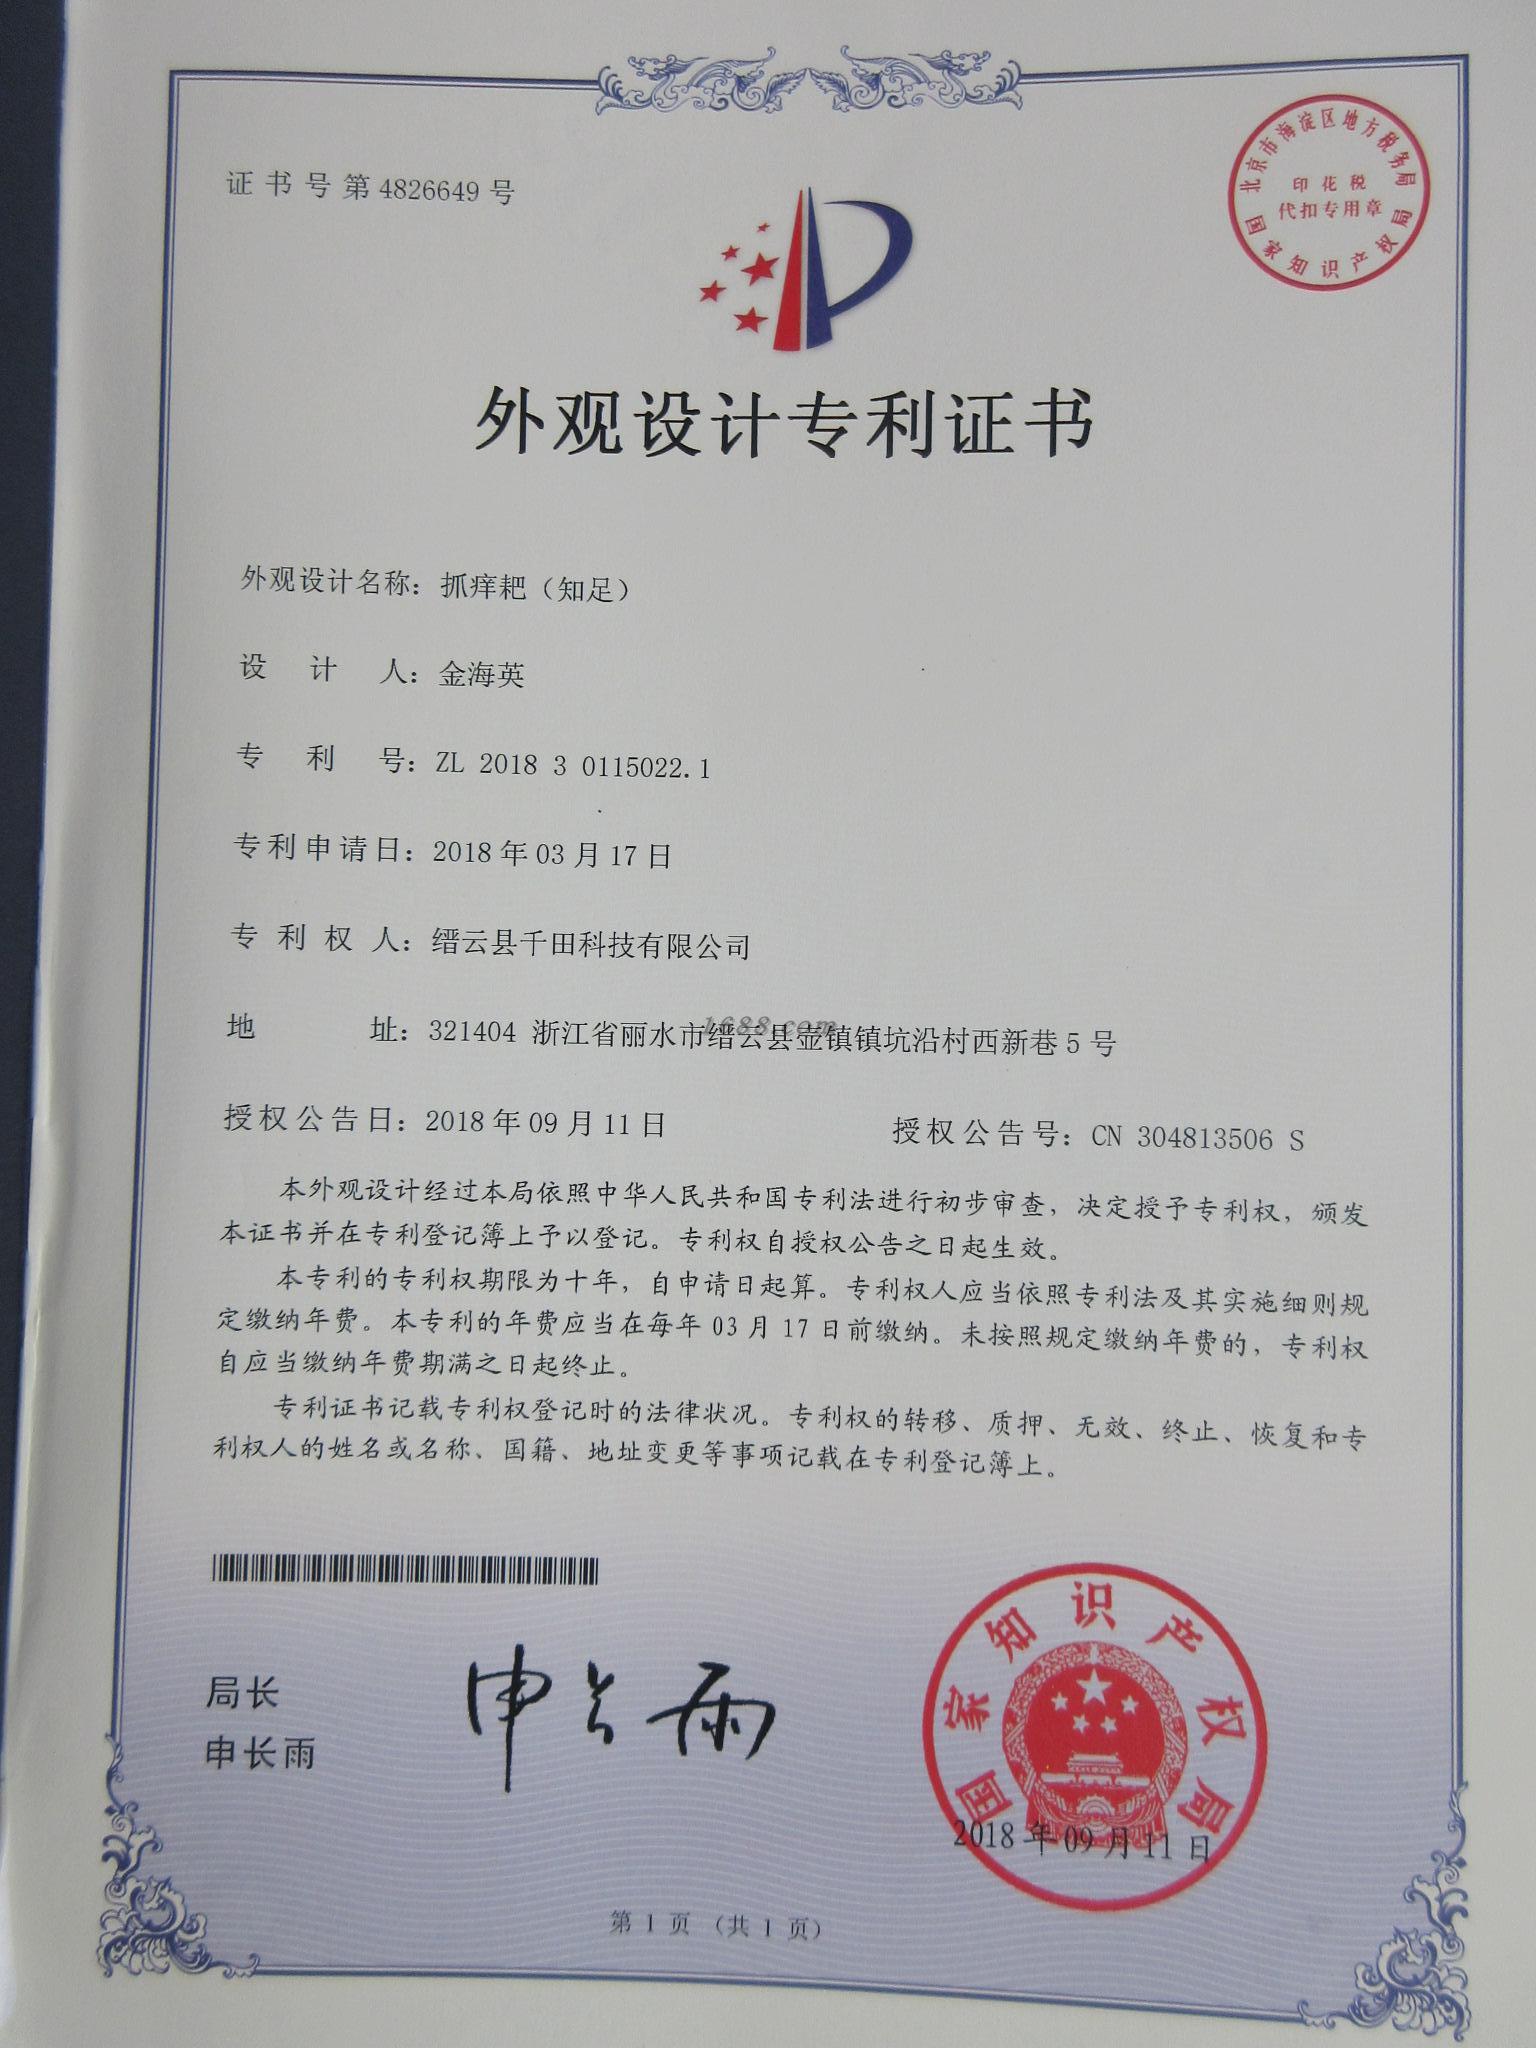 证书号第4826649号
北京市海淀区地方税务局
印花税
代扣专用章
国家知识产权局
外观设计专利证书
外观设计名称：抓痒耙（知足）
设计人：金海英
专利号：ZL 2018 3 0115022.1
专利申请日：2018年03月17日
专利权人：缙云县千田科技有限公司
地址：321404 浙江省丽水市缙云县壶镇镇坑沿村西新巷5号
1688.com
授权公告日：2018年09月11日 授权公告号：CN 304813506 S
本外观设计经过本局依照中华人民共和国专利法进行初步审查，决定授予专利权，颁发
本证书并在专利登记簿上予以登记。专利权自授权公告之日起生效。
本专利的专利权期限为十年，自申请日起算。专利权人应当依照专利法及其实施细则规
定缴纳年费。本专利的年费应当在每年03月17日前缴纳。未按照规定缴纳年费的，专利权
自应当缴纳年费期满之日起终止。
专利证书记载专利权登记时的法律状况。专利权的转移、质押、无效、终止、恢复和专
利权人的姓名或名称、国籍、地址变更等事项记载在专利登记簿上。
局长
申长雨
申长雨
国家知识产权局
2018年09月11日
第1页（共1页）